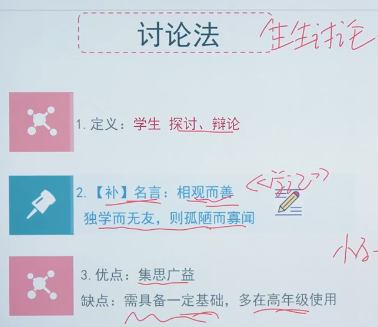 讨论法
生生讨论
1.定义：学生 探讨、辩论
2.【补】名言：相观而善
《学记》
独学而无友，则孤陋而寡闻
3.优点：集思广益
缺点：需具备一定基础，多在高年级使用